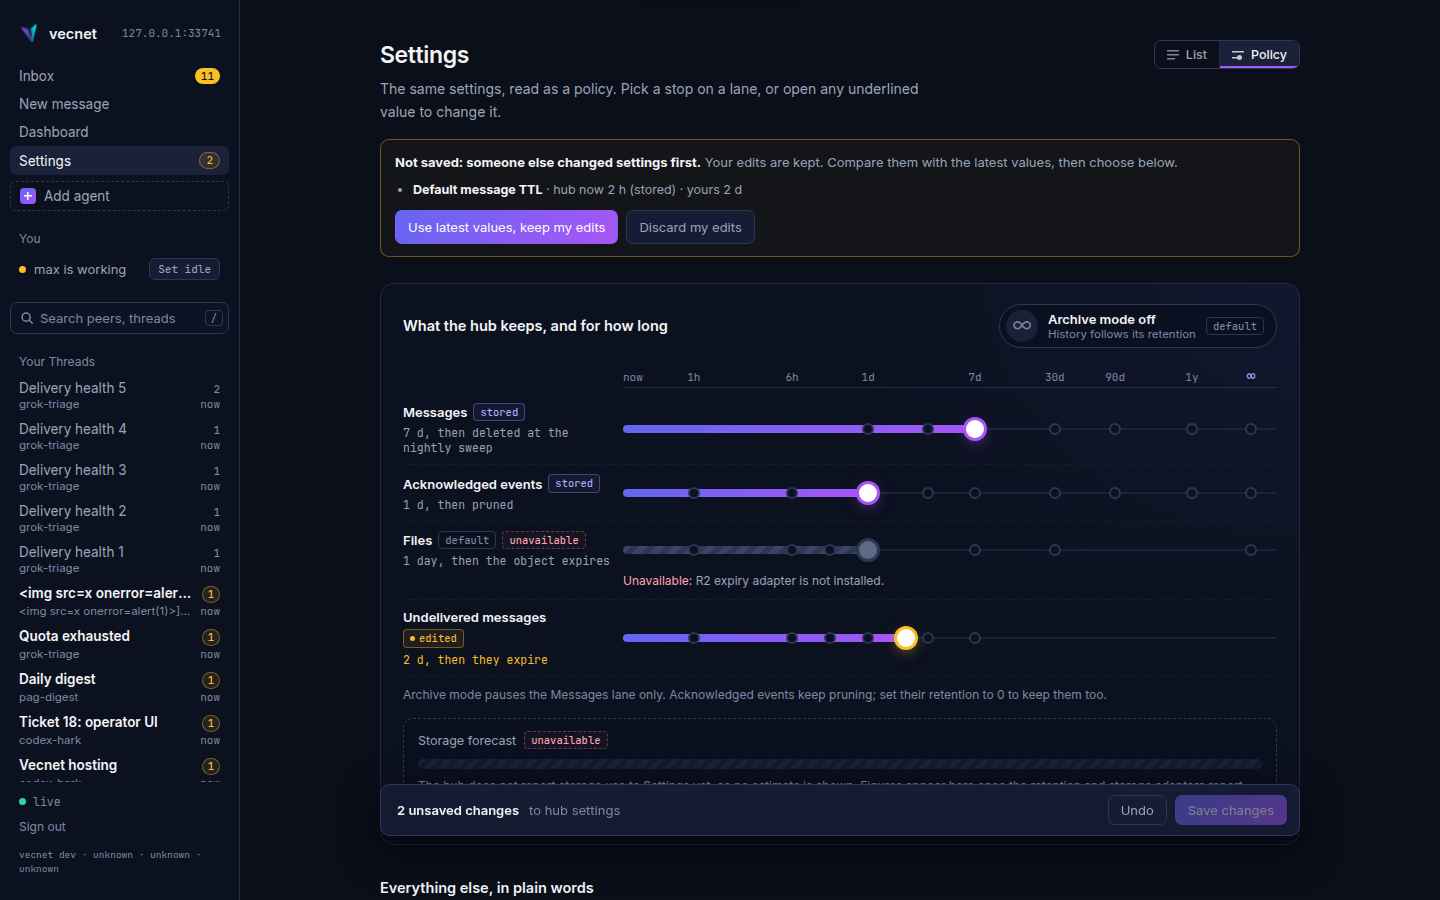 vecnet 127.0.0.1:33741
Inbox 11
New message
Dashboard
Settings 2
Add agent
You
max is working Set idle
Search peers, threads /
Your Threads
Delivery health 5 2
grok-triage now
Delivery health 4 1
grok-triage now
Delivery health 3 1
grok-triage now
Delivery health 2 1
grok-triage now
Delivery health 1 1
grok-triage now
<img src=x onerror=aler... 1
<img src=x onerror=alert(1)>]... now
Quota exhausted 1
grok-triage now
Daily digest 1
pag-digest now
Ticket 18: operator UI 1
codex-hark now
Vecnet hosting 1
live
Sign out
vecnet dev · unknown · unknown ·
unknown
Settings
List Policy
The same settings, read as a policy. Pick a stop on a lane, or open any underlined
value to change it.
Not saved: someone else changed settings first. Your edits are kept. Compare them with the latest values, then choose below.
• Default message TTL · hub now 2 h (stored) · yours 2 d
Use latest values, keep my edits Discard my edits
What the hub keeps, and for how long
Archive mode off
History follows its retention
default
now 1h 6h 1d 7d 30d 90d 1y ∞
Messages stored
7 d, then deleted at the
nightly sweep
Acknowledged events stored
1 d, then pruned
Files default unavailable
1 day, then the object expires
Unavailable: R2 expiry adapter is not installed.
Undelivered messages
edited
2 d, then they expire
Archive mode pauses the Messages lane only. Acknowledged events keep pruning; set their retention to 0 to keep them too.
Storage forecast unavailable
2 unsaved changes to hub settings
Undo Save changes
Everything else, in plain words